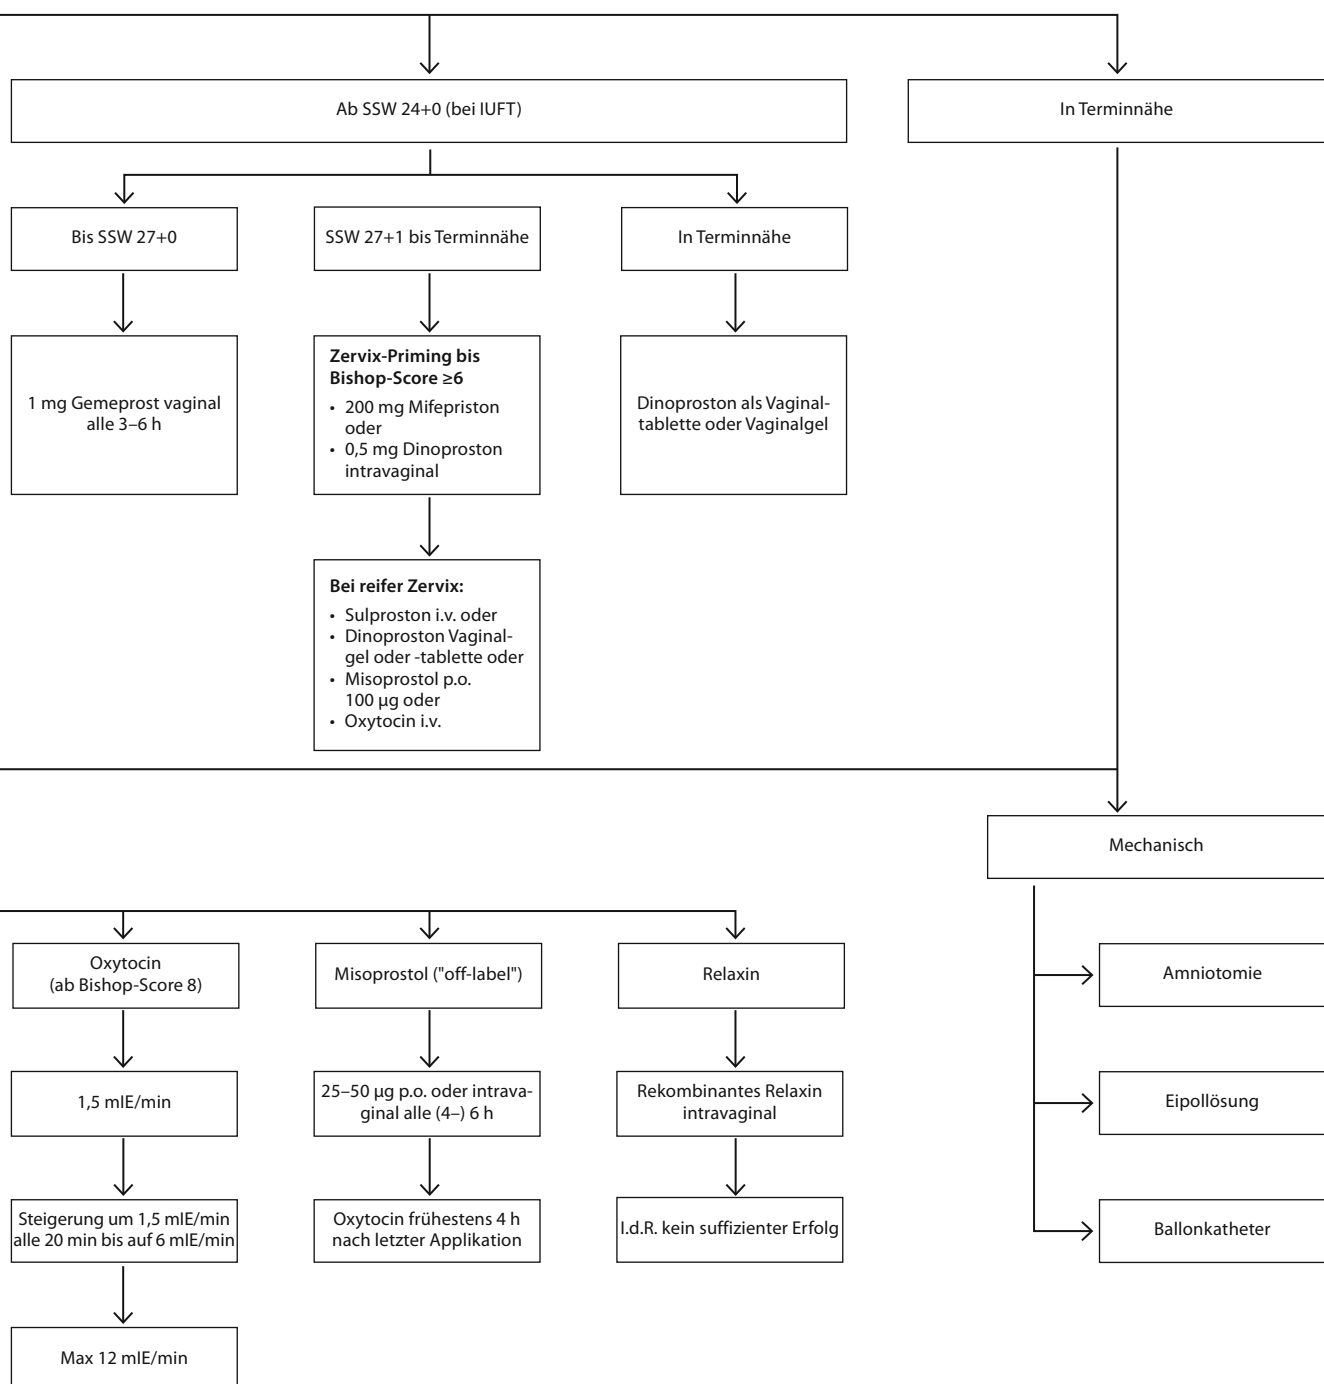 Ab SSW 24+0 (bei IUFT)
In Terminnähe
Bis SSW 27+0
SSW 27+1 bis Terminnähe
In Terminnähe
1 mg Gemeprost vaginal
alle 3–6 h
Zervix-Priming bis
Bishop-Score ≥6
• 200 mg Mifepriston
oder
• 0,5 mg Dinoproston
intravaginal
Dinoproston als Vaginal-
tablette oder Vaginalgel
Bei reifer Zervix:
• Sulproston i.v. oder
• Dinoproston Vaginal-
gel oder -tablette oder
• Misoprostol p.o.
100 µg oder
• Oxytocin i.v.
Mechanisch
Oxytocin
(ab Bishop-Score 8)
Misoprostol ("off-label")
Relaxin
Amniotomie
1,5 mIE/min
25–50 µg p.o. oder intrava-
ginal alle (4–) 6 h
Rekombinantes Relaxin
intravaginal
Eipollösung
Steigerung um 1,5 mIE/min
alle 20 min bis auf 6 mIE/min
Oxytocin frühestens 4 h
nach letzter Applikation
I.d.R. kein suffizienter Erfolg
Ballonkatheter
Max 12 mIE/min